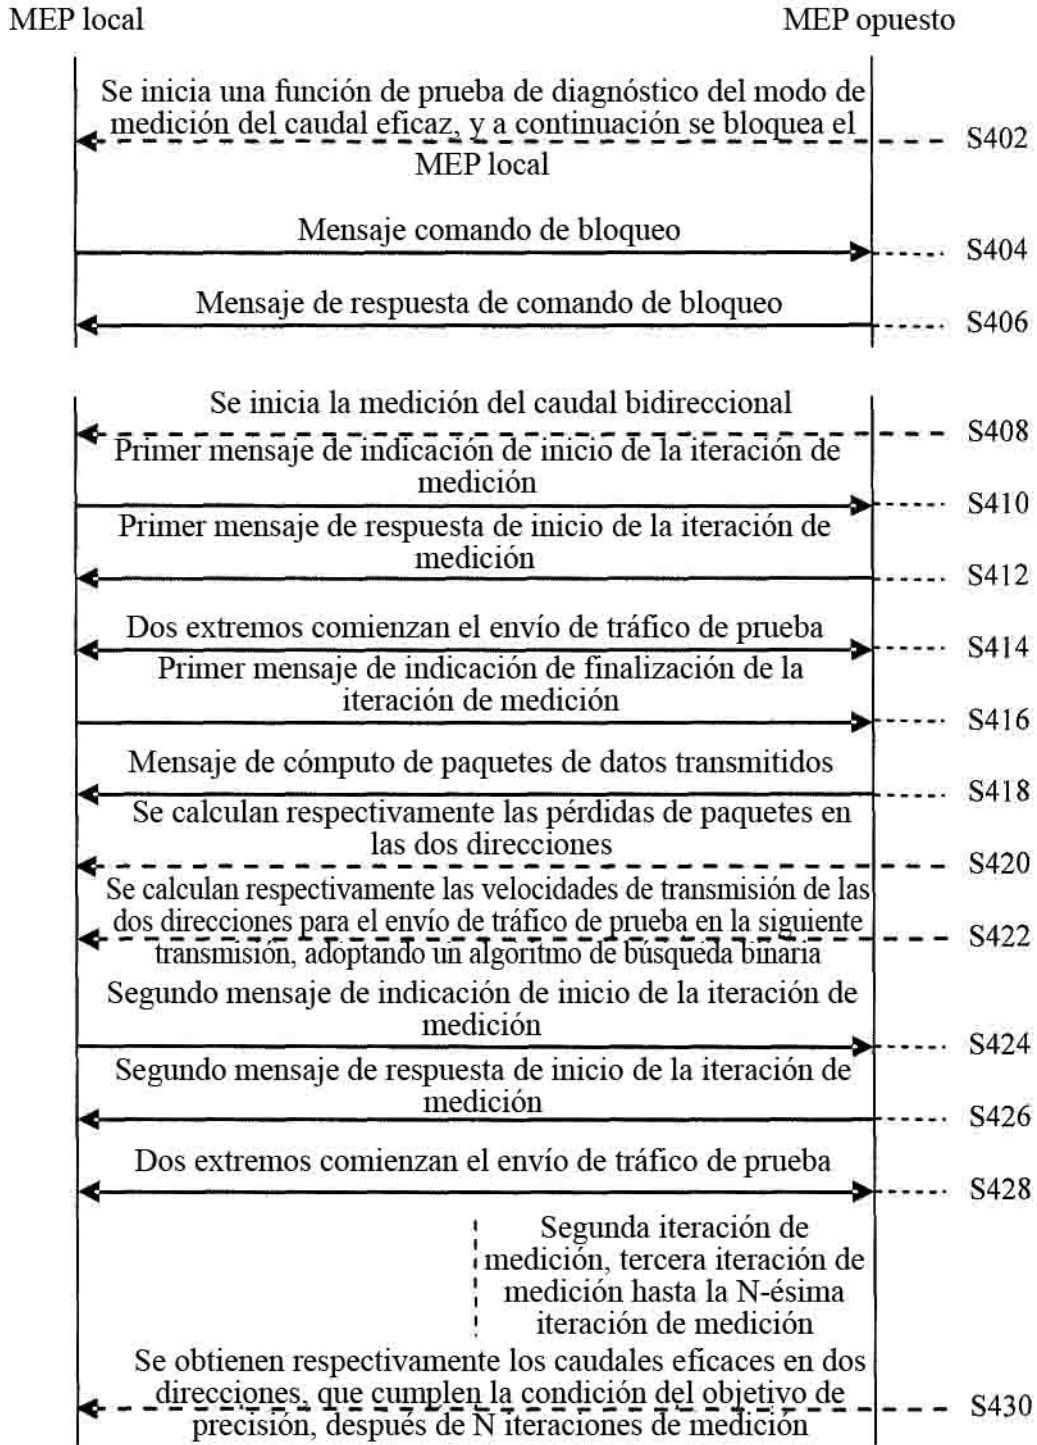 MEP local
MEP opuesto
Se inicia una función de prueba de diagnóstico del modo de
medición del caudal eficaz, y a continuación se bloquea el
MEP local
S402
Mensaje comando de bloqueo
S404
Mensaje de respuesta de comando de bloqueo
S406
Se inicia la medición del caudal bidireccional
S408
Primer mensaje de indicación de inicio de la iteración de
medición
S410
Primer mensaje de respuesta de inicio de la iteración de
medición
S412
Dos extremos comienzan el envío de tráfico de prueba
S414
Primer mensaje de indicación de finalización de la
iteración de medición
S416
Mensaje de cómputo de paquetes de datos transmitidos
S418
Se calculan respectivamente las pérdidas de paquetes en
las dos direcciones
S420
Se calculan respectivamente las velocidades de transmisión de las
dos direcciones para el envío de tráfico de prueba en la siguiente
transmisión, adoptando un algoritmo de búsqueda binaria
S422
Segundo mensaje de indicación de inicio de la iteración de
medición
S424
Segundo mensaje de respuesta de inicio de la iteración de
medición
S426
Dos extremos comienzan el envío de tráfico de prueba
S428
Segunda iteración de
medición, tercera iteración de
medición hasta la N-ésima
iteración de medición
Se obtienen respectivamente los caudales eficaces en dos
direcciones, que cumplen la condición del objetivo de
precisión, después de N iteraciones de medición
S430